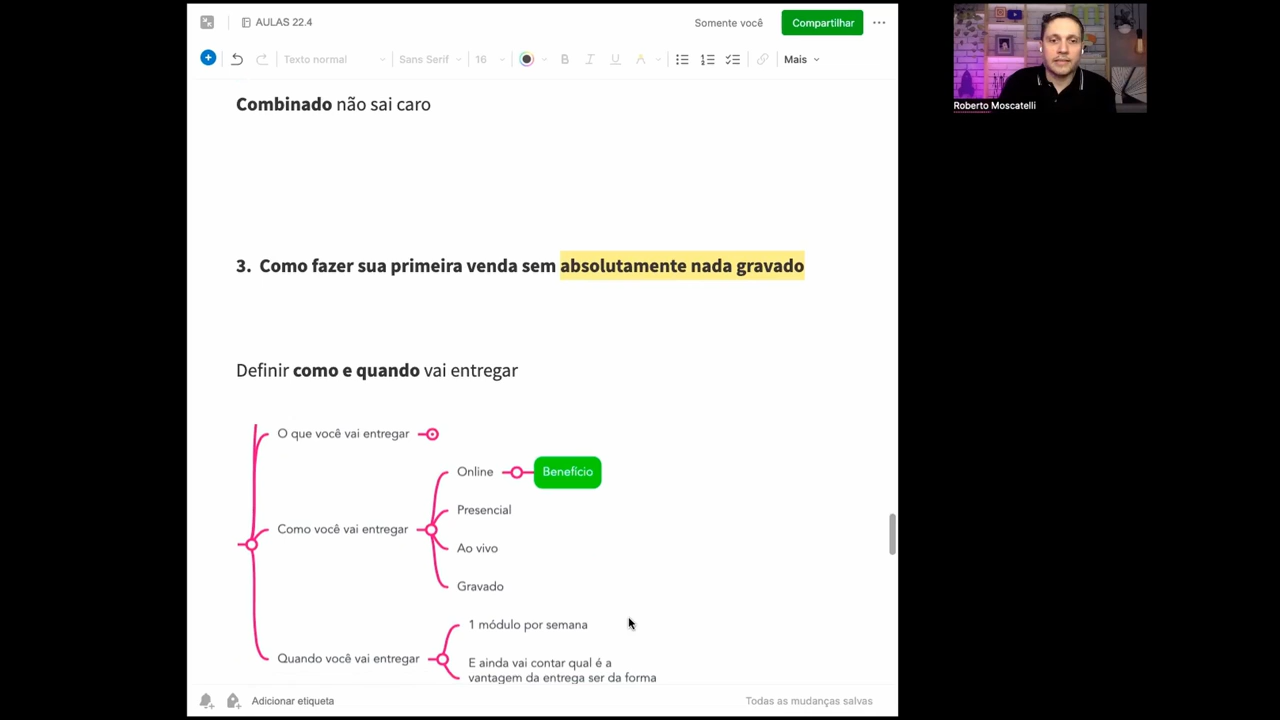 AULAS 22.4
Somente você
Compartilhar
Texto normal
Sans Serif
16
B
I
U
A
Mais
Roberto Moscatelli
Combinado não sai caro
3. Como fazer sua primeira venda sem absolutamente nada gravado
Definir como e quando vai entregar
O que você vai entregar
Online
Benefício
Presencial
Como você vai entregar
Ao vivo
Gravado
1 módulo por semana
Quando você vai entregar
E ainda vai contar qual é a
vantagem da entrega ser da forma
Adicionar etiqueta
Todas as mudanças salvas